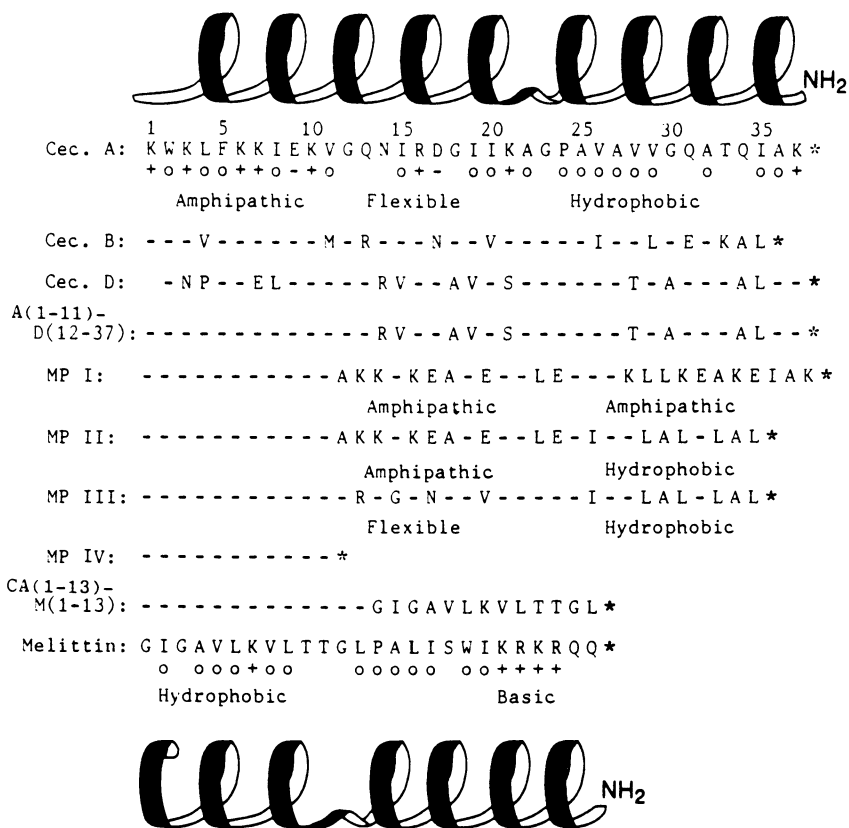 NH2
1 5 10 15 20 25 30 35
Cec. A: K W K L F K K I E K V G Q N I R D G I I K A G P A V A V V G Q A T Q I A K *
+ o + o o + + o - + o o + - o o + o o o o o o o o o o +
Amphipathic Flexible Hydrophobic
Cec. B: - - - V - - - - - - M - R - - - N - - V - - - - - I - - L - E - K A L *
Cec. D: - N P - - E L - - - - - R V - - A V - S - - - - - - T - A - - - A L - - *
A(1-11)-
D(12-37): - - - - - - - - - - - - - R V - - A V - S - - - - - - T - A - - - A L - - *
MP I: - - - - - - - - - - - A K K - K E A - E - - L E - - - K L L K E A K E I A K *
Amphipathic Amphipathic
MP II: - - - - - - - - - - - A K K - K E A - E - - L E - I - - L A L - L A L *
Amphipathic Hydrophobic
MP III: - - - - - - - - - - - - R - G - N - - V - - - - - I - - L A L - L A L *
Flexible Hydrophobic
MP IV: - - - - - - - - - - - *
CA(1-13)-
M(1-13): - - - - - - - - - - - - - G I G A V L K V L T T G L *
Melittin: G I G A V L K V L T T G L P A L I S W I K R K R Q Q *
o o o o + o o o o o o o o o + + + +
Hydrophobic Basic
NH2